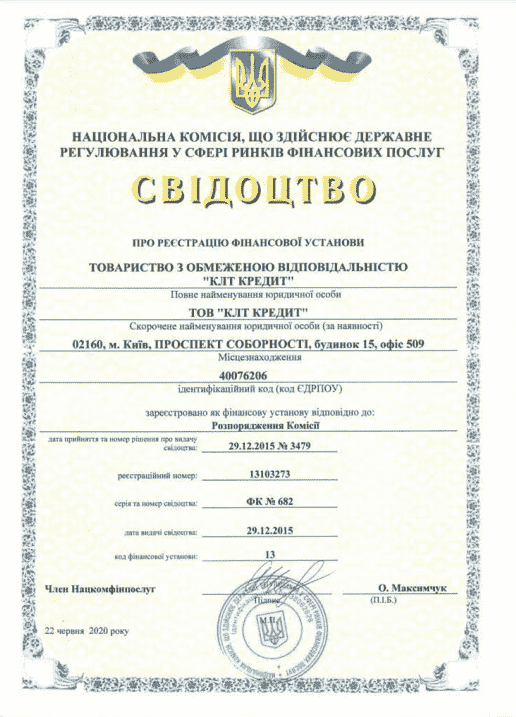 НАЦІОНАЛЬНА КОМІСІЯ, ЩО ЗДІЙСНЮЄ ДЕРЖАВНЕ
РЕГУЛЮВАННЯ У СФЕРІ РИНКІВ ФІНАНСОВИХ ПОСЛУГ
СВІДОЦТВО
ПРО РЕЄСТРАЦІЮ ФІНАНСОВОЇ УСТАНОВИ
ТОВАРИСТВО З ОБМЕЖЕНОЮ ВІДПОВІДАЛЬНІСТЮ
"КЛТ КРЕДИТ"
Повне найменування юридичної особи
ТОВ "КЛТ КРЕДИТ"
Скорочене найменування юридичної особи (за наявності)
02160, м. Київ, ПРОСПЕКТ СОБОРНОСТІ, будинок 15, офіс 509
Місцезнаходження
40076206
ідентифікаційний код (код ЄДРПОУ)
зареєстровано як фінансову установу відповідно до:
Розпорядження Комісії
дата прийняття та номер рішення про видачу
свідоцтва: 29.12.2015 № 3479
реєстраційний номер: 13103273
серія та номер свідоцтва: ФК № 682
дата видачі свідоцтва: 29.12.2015
код фінансової установи: 13
Член Нацкомфінпослуг О. Максимчук
Підпис (П.І.Б.)
М.П.
22 червня 2020 року